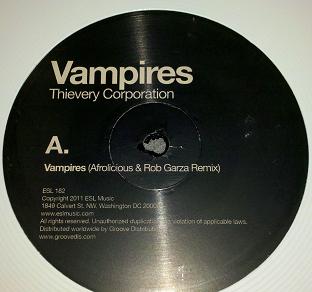 Vampires
Thievery Corporation
A.
Vampires (Afrolicious & Rob Garza Remix)
ESL 182
Copyright 2011 ESL Music
1849 Calvert St. NW. Washington DC 20009
www.eslmusic.com
All rights reserved. Unauthorized duplication is a violation of applicable laws.
Distributed worldwide by Groove Distribution
www.groovedis.com